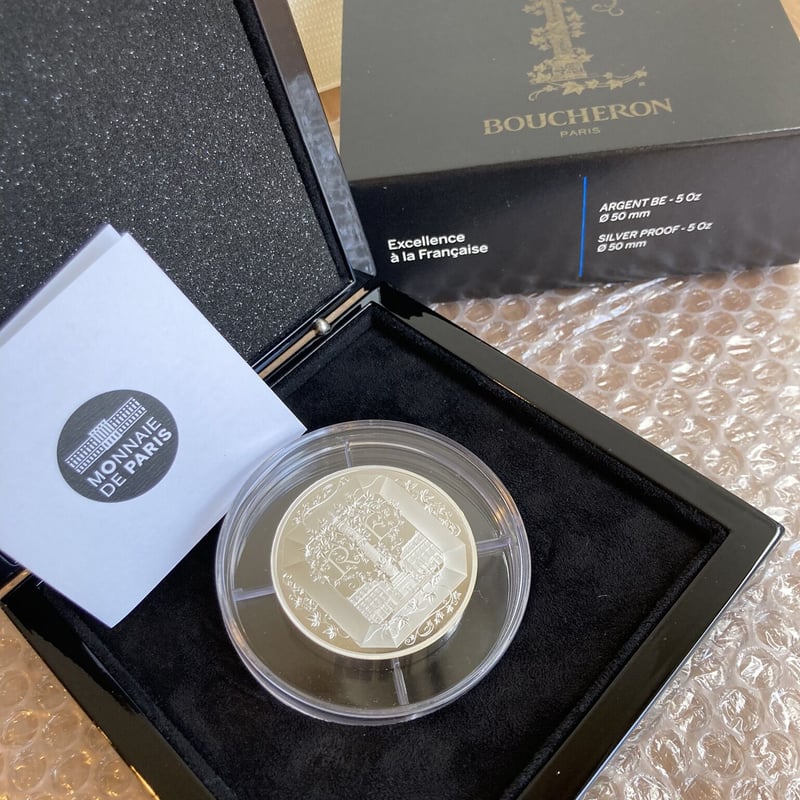 BOUCHERON
PARIS
Excellence
à la Française
ARGENT BE - 5 Oz
Ø 50 mm
SILVER PROOF - 5 Oz
Ø 50 mm
MONNAIE
DE PARIS
RF